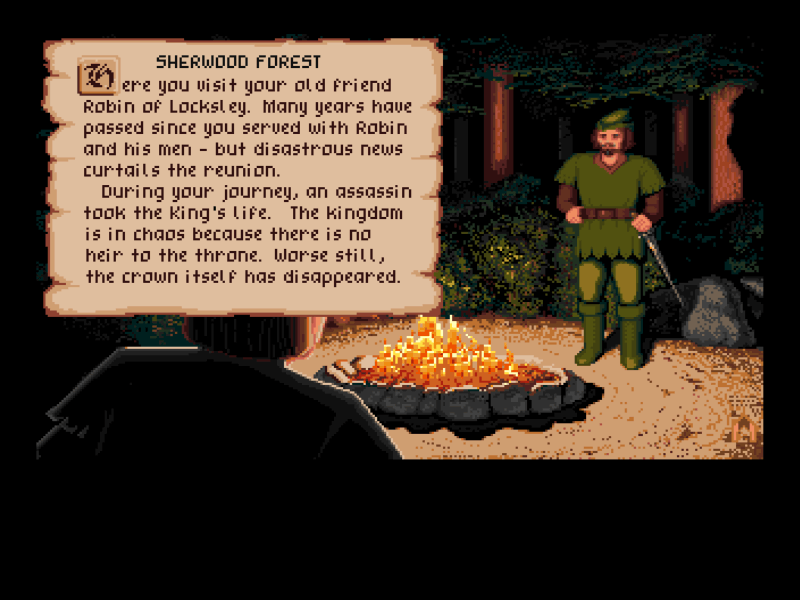 SHERWOOD FOREST
Here you visit your old friend
Robin of Locksley. Many years have
passed since you served with Robin
and his men - but disastrous news
curtails the reunion.
During your journey, an assassin
took the King's life. The kingdom
is in chaos because there is no
heir to the throne. Worse still,
the crown itself has disappeared.